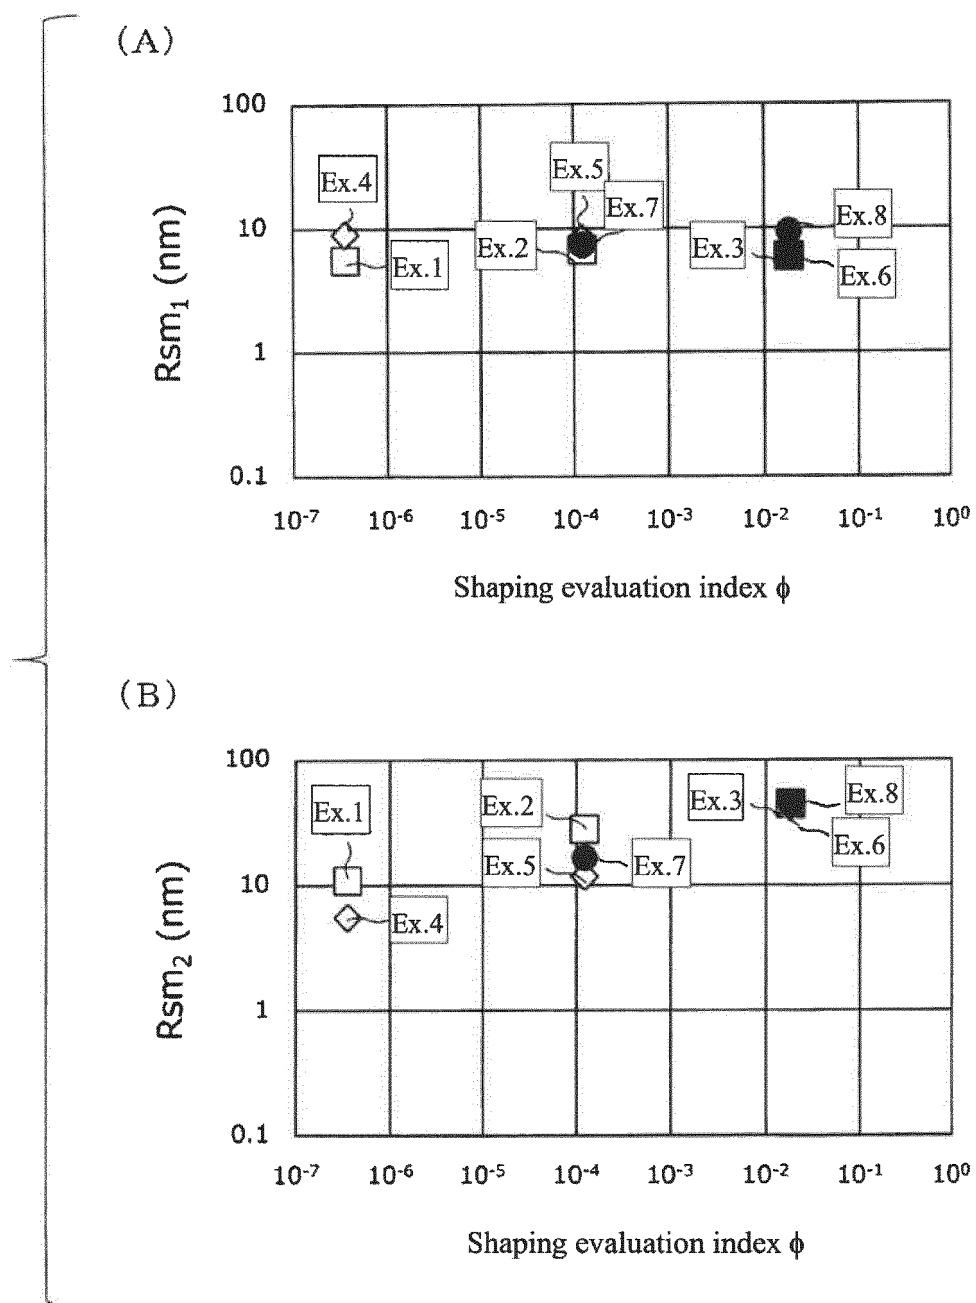 (A)
100
10
1
0.1
Rsm1 (nm)
Ex.4
Ex.1
Ex.5
Ex.7
Ex.2
Ex.3
Ex.8
Ex.6
10-7 10-6 10-5 10-4 10-3 10-2 10-1 100
Shaping evaluation index ϕ
(B)
100
10
1
0.1
Rsm2 (nm)
Ex.1
Ex.4
Ex.2
Ex.5
Ex.7
Ex.3
Ex.8
Ex.6
10-7 10-6 10-5 10-4 10-3 10-2 10-1 100
Shaping evaluation index ϕ